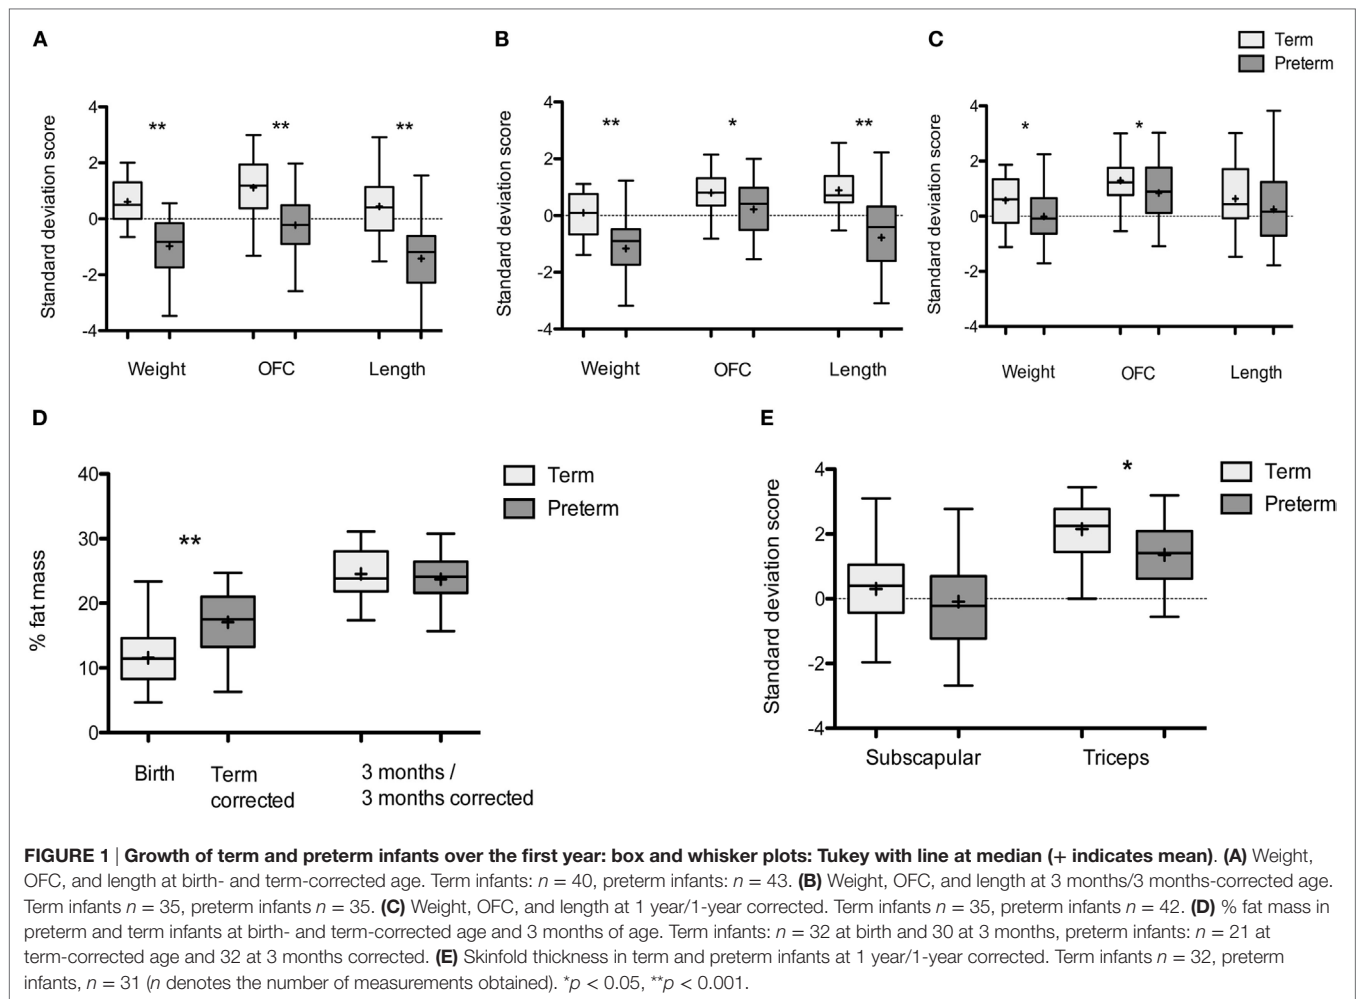 A
B
C
Term
Preterm
Standard deviation score
4
2
0
-2
-4
**
**
**
Weight
OFC
Length
Standard deviation score
4
2
0
-2
-4
**
*
**
Weight
OFC
Length
Standard deviation score
4
2
0
-2
-4
*
*
Weight
OFC
Length
D
% fat mass
40
30
20
10
0
**
Term
Preterm
Birth
Term
corrected
3 months /
3 months corrected
E
Standard deviation score
4
2
0
-2
-4
*
Term
Preterm
Subscapular
Triceps
FIGURE 1 | Growth of term and preterm infants over the first year: box and whisker plots: Tukey with line at median (+ indicates mean). (A) Weight,
OFC, and length at birth- and term-corrected age. Term infants: n = 40, preterm infants: n = 43. (B) Weight, OFC, and length at 3 months/3 months-corrected age.
Term infants n = 35, preterm infants n = 35. (C) Weight, OFC, and length at 1 year/1-year corrected. Term infants n = 35, preterm infants n = 42. (D) % fat mass in
preterm and term infants at birth- and term-corrected age and 3 months of age. Term infants: n = 32 at birth and 30 at 3 months, preterm infants: n = 21 at
term-corrected age and 32 at 3 months corrected. (E) Skinfold thickness in term and preterm infants at 1 year/1-year corrected. Term infants n = 32, preterm
infants, n = 31 (n denotes the number of measurements obtained). *p < 0.05, **p < 0.001.